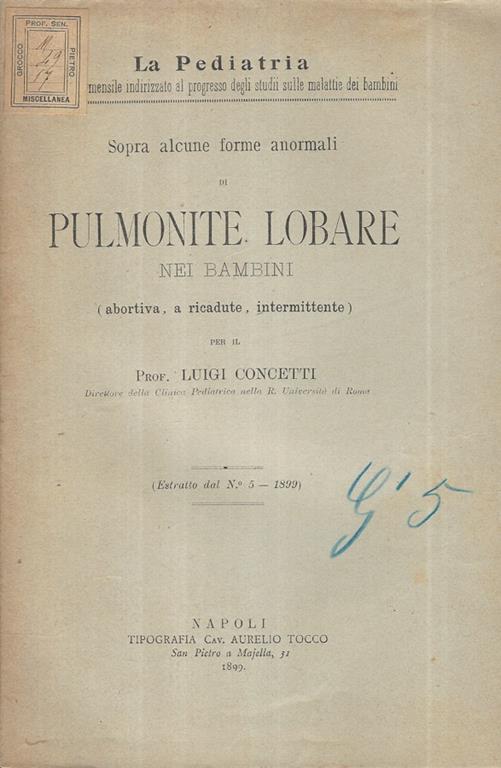 PROF. SEN.
GROCCO
PIETRO
MISCELLANEA
La Pediatria
mensile indirizzato al progresso degli studii sulle malattie dei bambini
Sopra alcune forme anormali
DI
PULMONITE LOBARE
NEI BAMBINI
(abortiva, a ricadute, intermittente)
PER IL
PROF. LUIGI CONCETTI
Direttore della Clinica Pediatrica nella R. Università di Roma
(Estratto dal N.º 5 — 1899)
NAPOLI
TIPOGRAFIA CAV. AURELIO TOCCO
San Pietro a Majella, 31
1899.